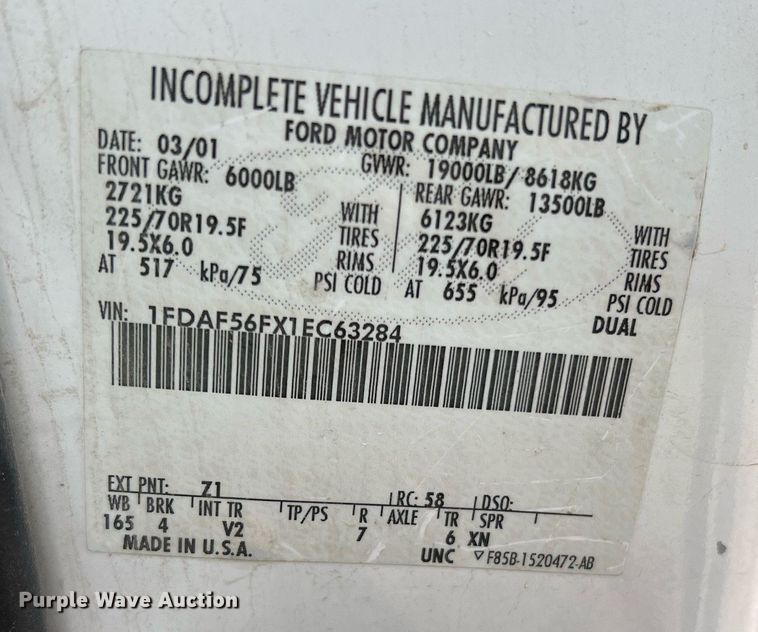 INCOMPLETE VEHICLE MANUFACTURED BY
FORD MOTOR COMPANY
DATE: 03/01 GVWR: 19000LB/ 8618KG
FRONT GAWR: 6000LB REAR GAWR: 13500LB
2721KG WITH 6123KG WITH
225/70R19.5F TIRES 225/70R19.5F TIRES
19.5X6.0 RIMS 19.5X6.0 RIMS
AT 517 kPa/75 PSI COLD AT 655 kPa/95 PSI COLD
DUAL
VIN: 1FDAF56FX1EC63284
EXT PNT: Z1 RC: 58 DSO:
WB BRK INT TR TP/PS R AXLE TR SPR
165 4 V2 7 6 XN
MADE IN U.S.A. UNC ▽F85B-1520472-AB
Purple Wave Auction